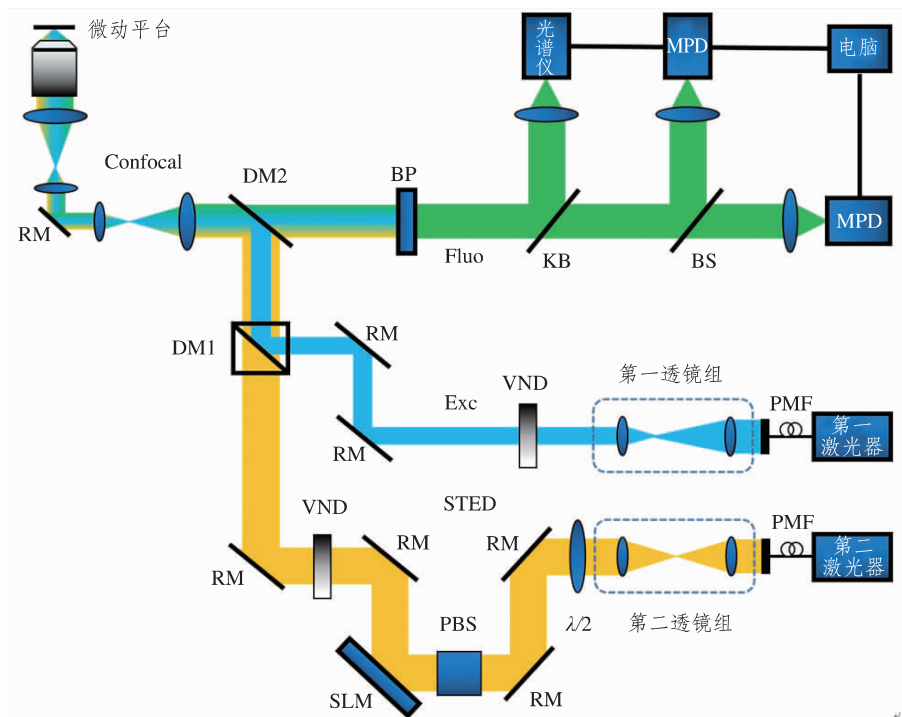 微动平台
光谱仪
MPD
电脑
Confocal
DM2
BP
RM
Fluo
KB
BS
MPD
DM1
RM
第一透镜组
VND
PMF
Exc
第一
激光器
RM
VND
STED
PMF
RM
RM
第二
激光器
RM
PBS
λ/2
第二透镜组
SLM
RM